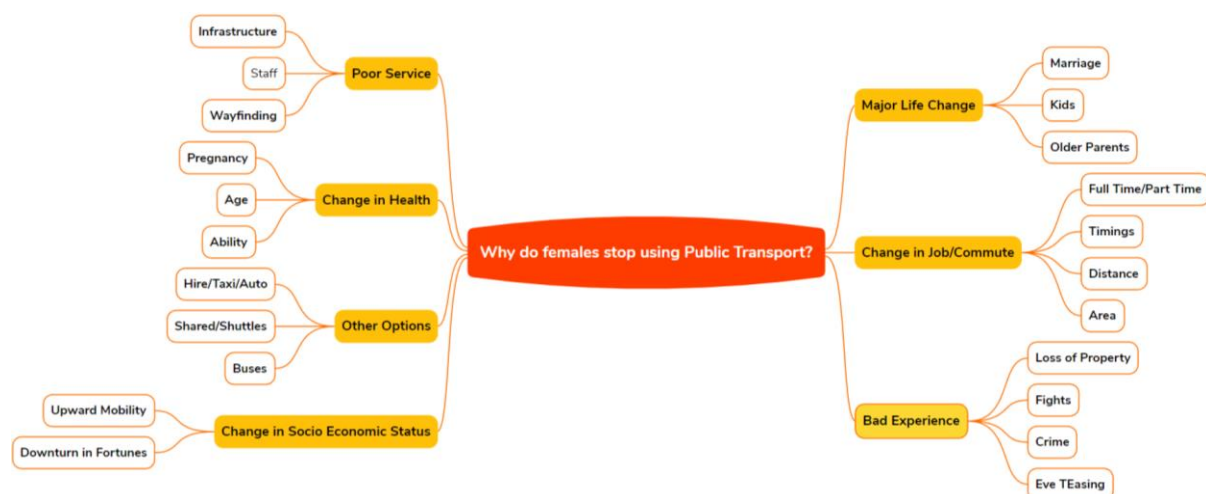 Why do females stop using Public Transport?
Poor Service
Infrastructure
Staff
Wayfinding
Change in Health
Pregnancy
Age
Ability
Other Options
Hire/Taxi/Auto
Shared/Shuttles
Buses
Change in Socio Economic Status
Upward Mobility
Downturn in Fortunes
Major Life Change
Marriage
Kids
Older Parents
Change in Job/Commute
Full Time/Part Time
Timings
Distance
Area
Bad Experience
Loss of Property
Fights
Crime
Eve TEasing